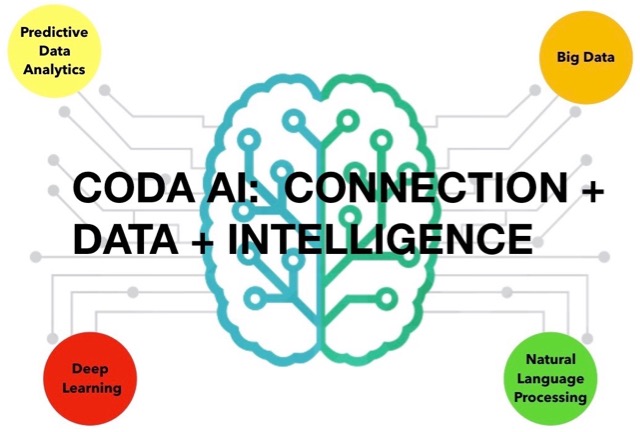 Predictive
Data
Analytics
Big Data
CODA AI: CONNECTION +
DATA + INTELLIGENCE
Deep
Learning
Natural
Language
Processing